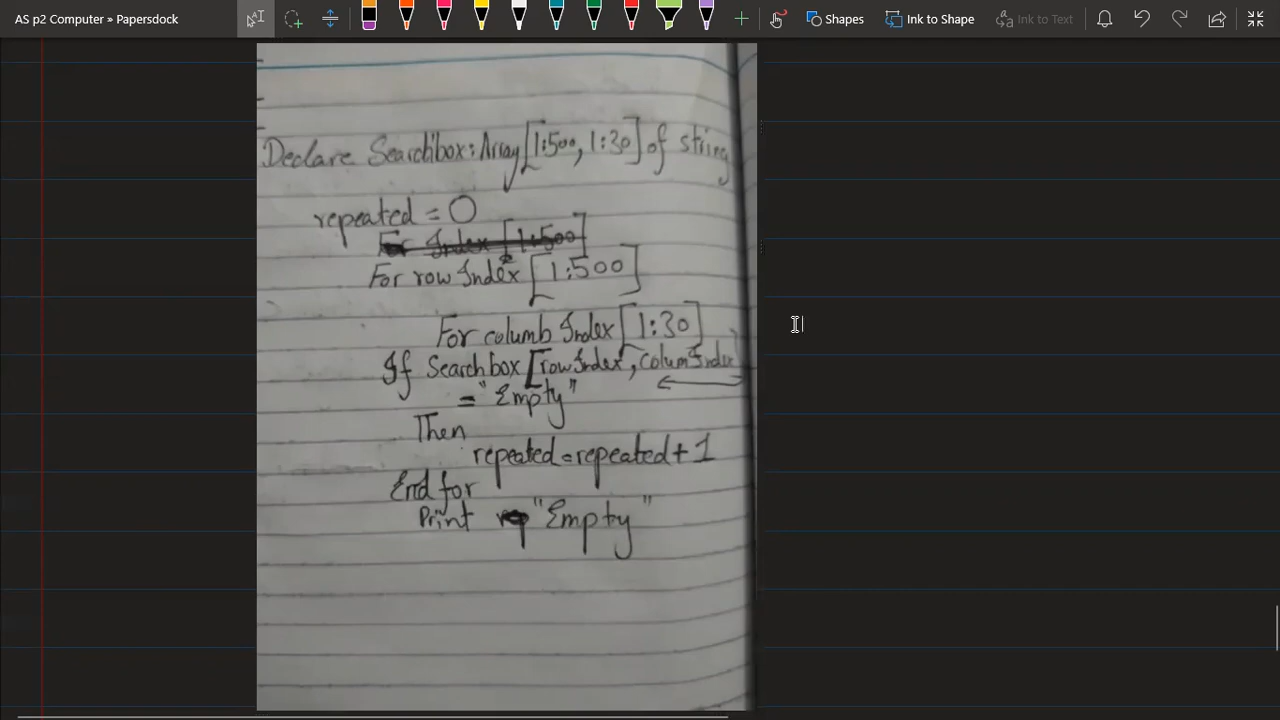 AS p2 Computer » Papersdock
Shapes
Ink to Shape
Ink to Text
Declare Searchbox: Array [1:500, 1:30] of string
repeated = 0
For Index [1:500]
For row Index [1:500]
For columb Index [1:30]
If Searchbox [rowIndex, columIndex
= "Empty"
Then
repeated = repeated + 1
End for
Print "Empty"